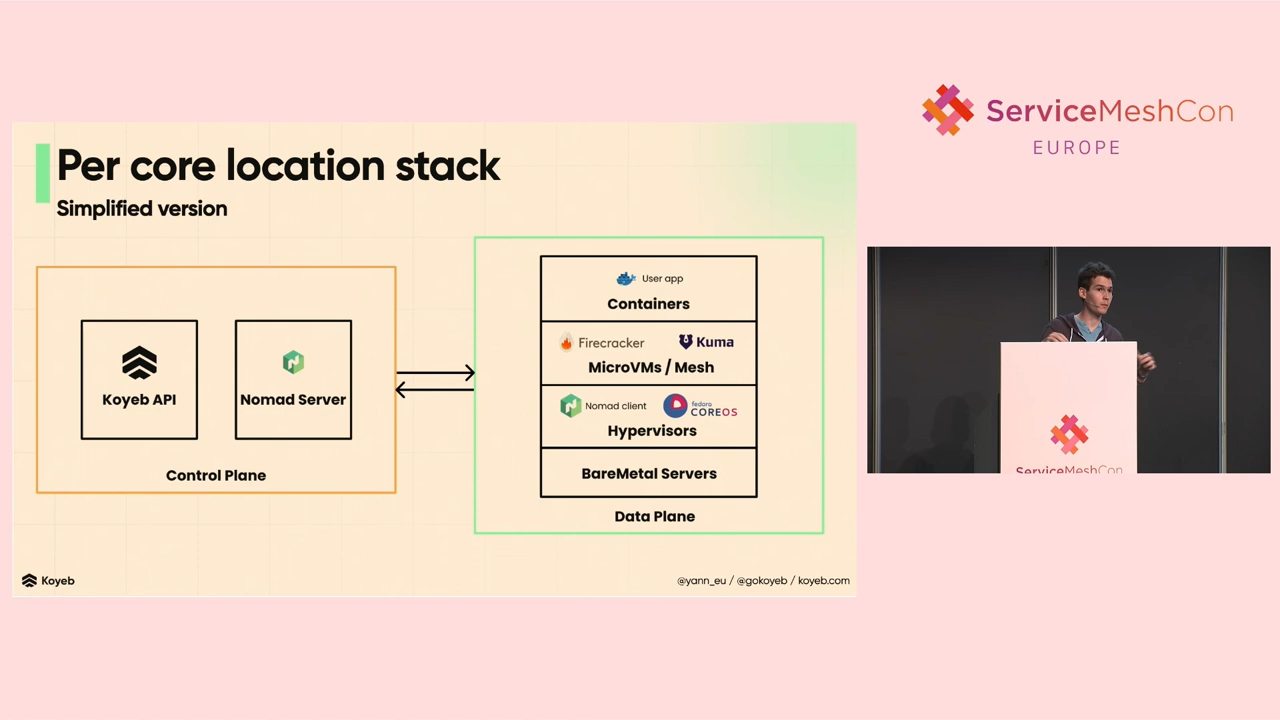 Per core location stack
Simplified version
Koyeb API
Nomad Server
Control Plane
User app
Containers
Firecracker
Kuma
MicroVMs / Mesh
Nomad client
fedora
COREOS
Hypervisors
BareMetal Servers
Data Plane
Koyeb
@yann_eu / @gokoyeb / koyeb.com
ServiceMeshCon
EUROPE
ServiceMeshCon